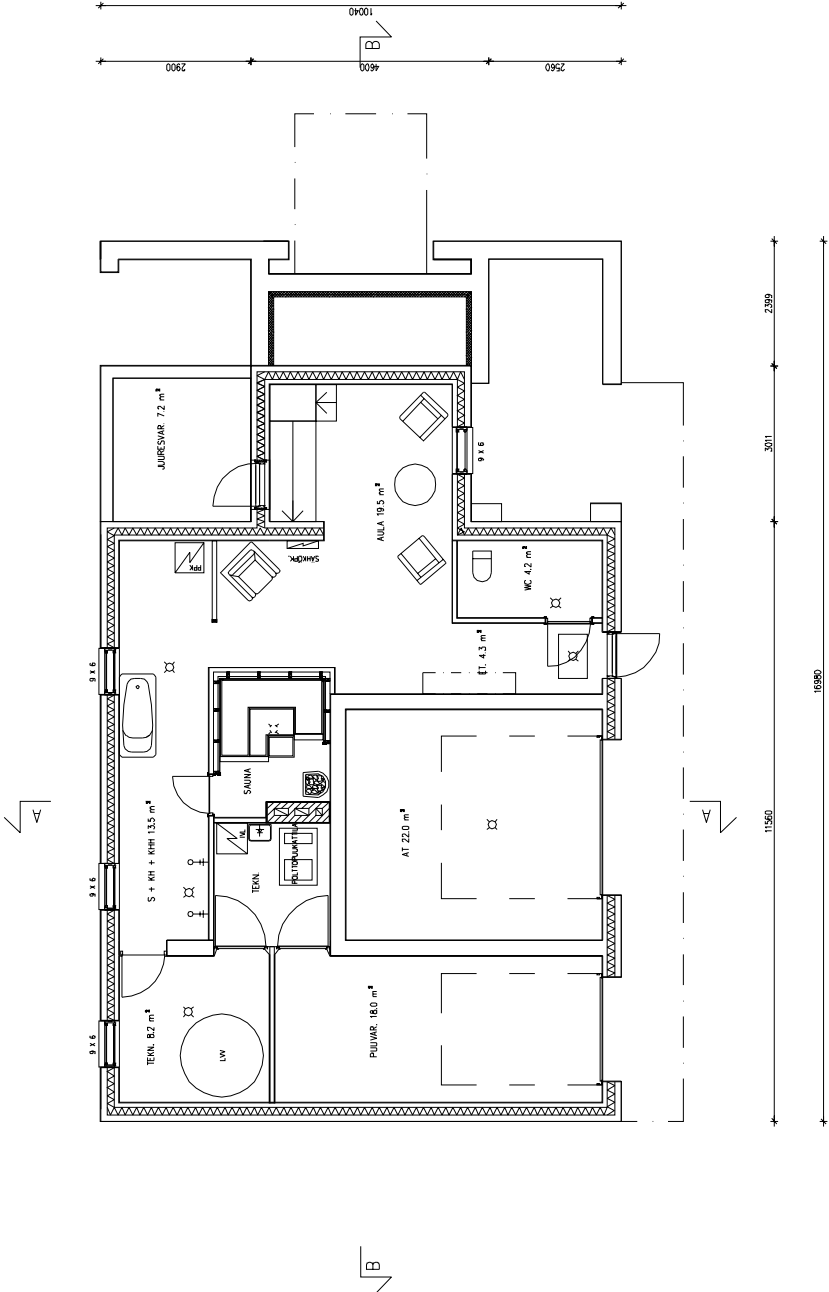 10040
B
2900
4600
2560
2399
JUURESVAR. 7.2 m²
3011
9 X 6
AULA 19.5 m²
PPK
SÄHKÖPK.
WC 4.2 m²
ET. 4.3 m²
9 X 6
16980
SAUNA
A
A
S + KH + KHH 13.5 m²
IVL
POLTTOPUUKATTILA
AT 22.0 m²
11560
TEKN.
9 X 6
TEKN. 8.2 m²
PUUVAR. 18.0 m²
9 X 6
LVV
B